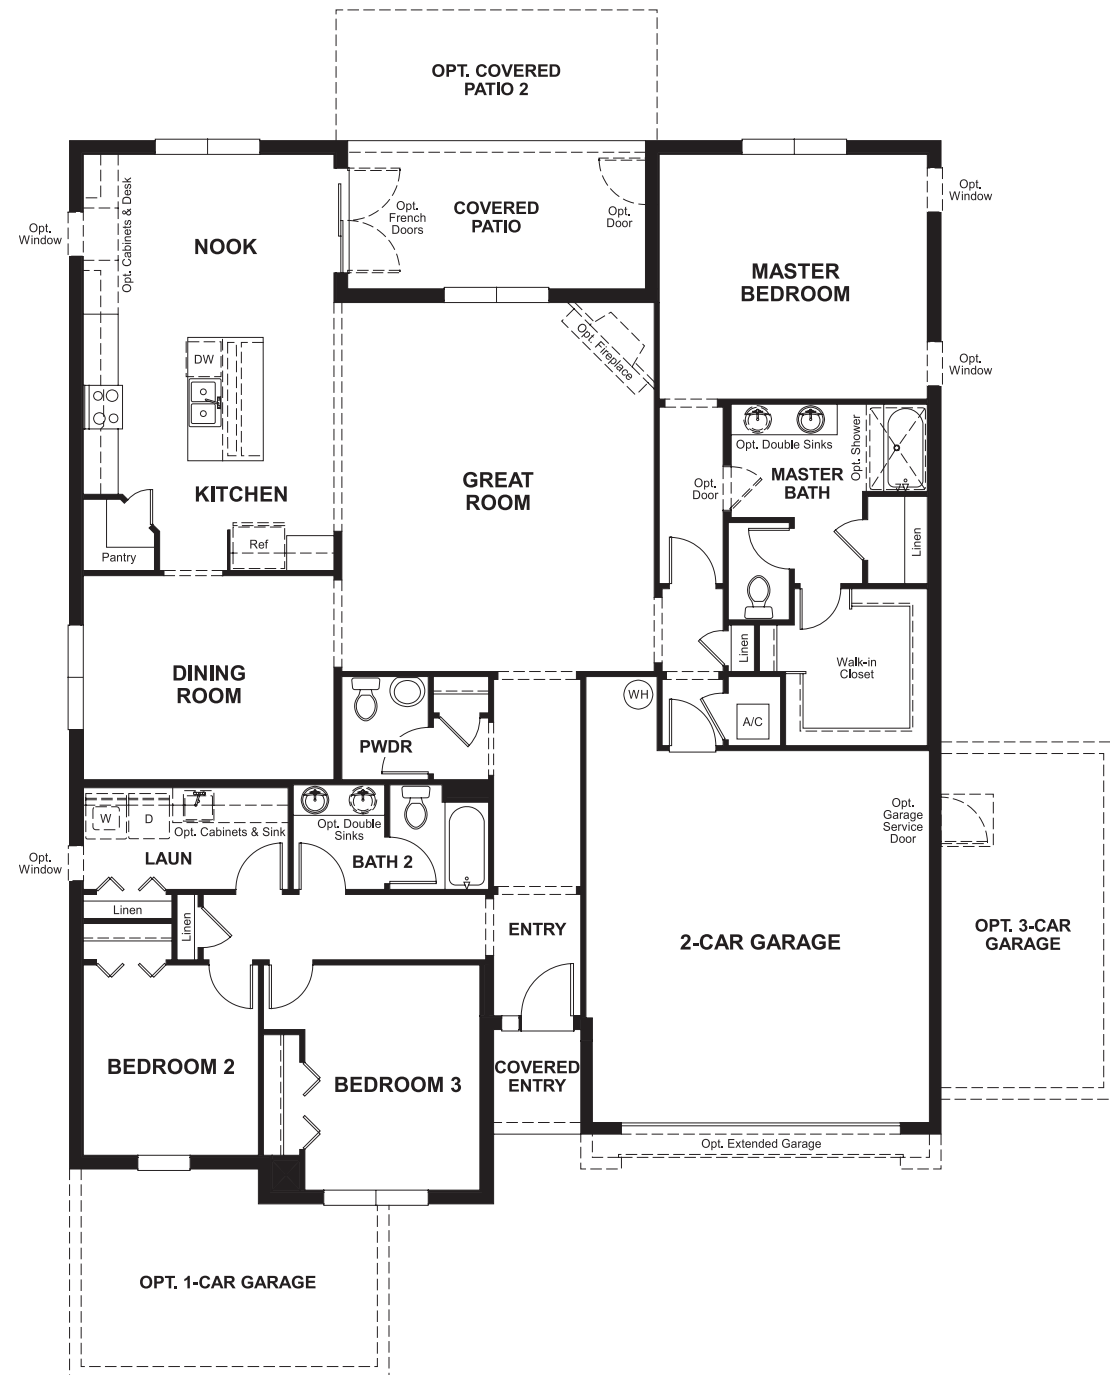 OPT. COVERED
PATIO 2
Opt.
Window
Opt. Cabinets & Desk
NOOK
Opt.
French
Doors
COVERED
PATIO
Opt.
Door
MASTER
BEDROOM
Opt.
Window
Opt.
Window
Opt. Fireplace
DW
KITCHEN
Pantry
Ref
GREAT
ROOM
Opt. Double Sinks
Opt. Shower
MASTER
BATH
Opt.
Door
Linen
Linen
Walk-in
Closet
DINING
ROOM
WH
A/C
PWDR
W
D
Opt. Cabinets & Sink
Opt. Double
Sinks
Opt.
Window
LAUN
BATH 2
Linen
Linen
ENTRY
2-CAR GARAGE
Opt.
Garage
Service
Door
OPT. 3-CAR
GARAGE
BEDROOM 2
BEDROOM 3
COVERED
ENTRY
Opt. Extended Garage
OPT. 1-CAR GARAGE